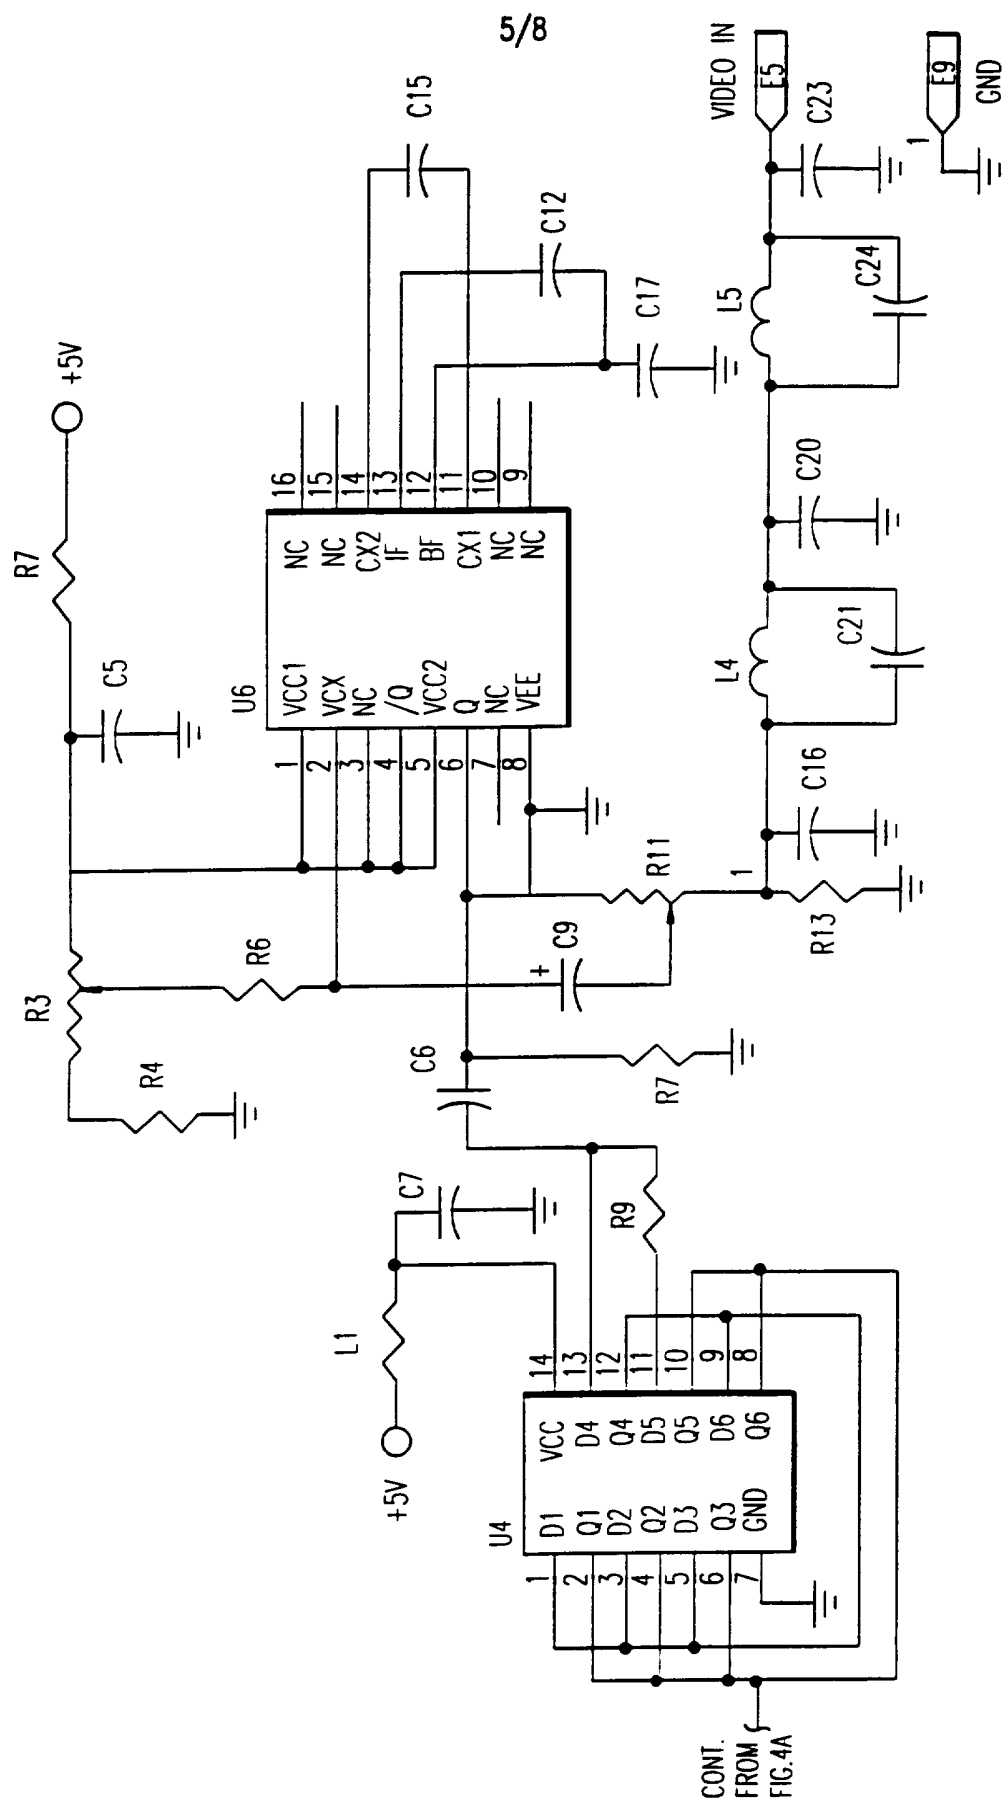 5/8
+5V
R7
C5
R3
R4
R6
U6
VCC1
VCX
NC
/Q
VCC2
Q
NC
VEE
1
2
3
4
5
6
7
8
NC
NC
CX2
IF
BF
CX1
NC
NC
16
15
14
13
12
11
10
9
C15
C12
C17
C6
C9
+
R7
R11
1
R13
C16
L4
C21
C20
L5
C24
C23
VIDEO IN
E5
E9
1
GND
+5V
L1
C7
R9
U4
D1
Q1
D2
Q2
D3
Q3
GND
1
2
3
4
5
6
7
VCC
D4
Q4
D5
Q5
D6
Q6
14
13
12
11
10
9
8
CONT.
FROM
FIG.4A